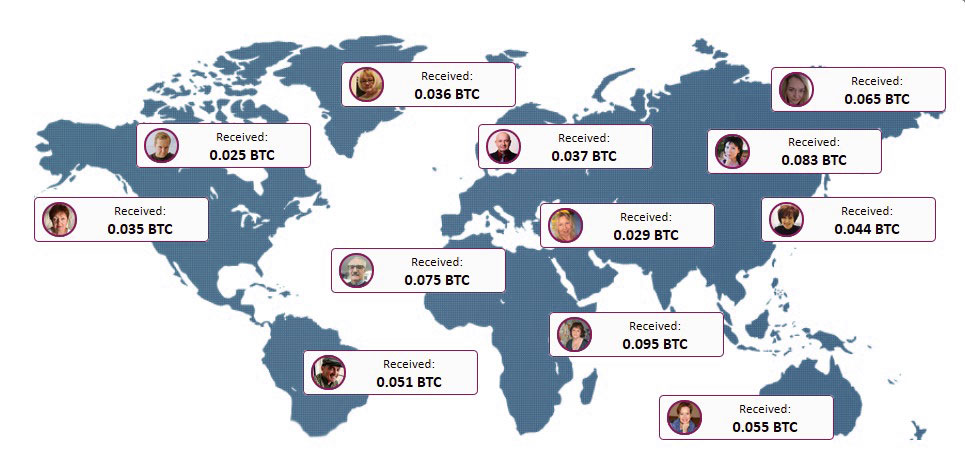 Received:
0.036 BTC
Received:
0.065 BTC
Received:
0.025 BTC
Received:
0.037 BTC
Received:
0.083 BTC
Received:
0.035 BTC
Received:
0.029 BTC
Received:
0.044 BTC
Received:
0.075 BTC
Received:
0.095 BTC
Received:
0.051 BTC
Received:
0.055 BTC